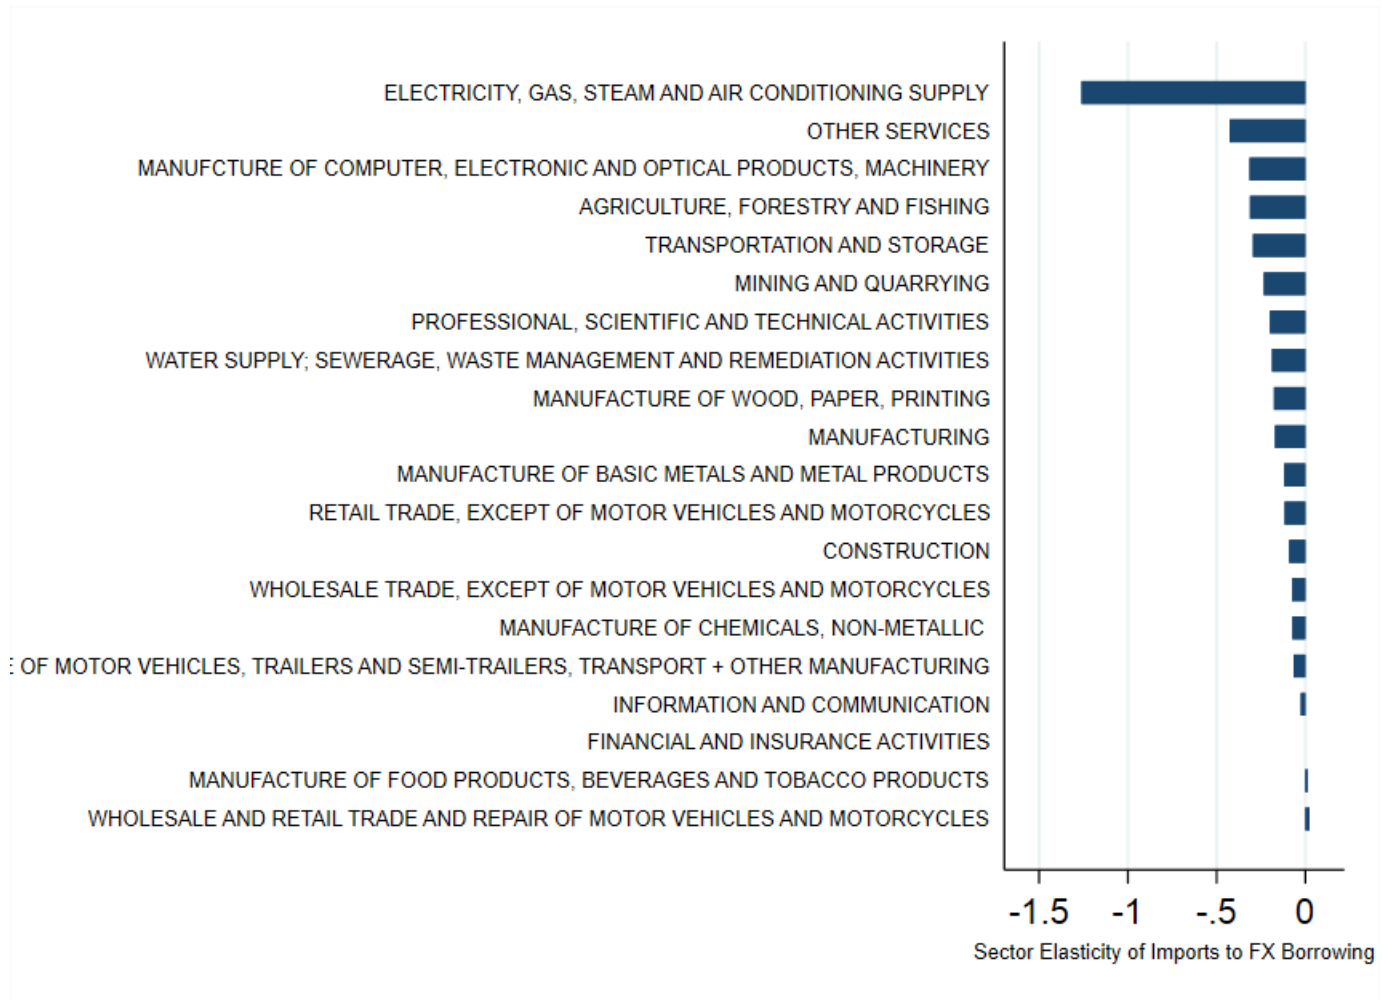 ELECTRICITY, GAS, STEAM AND AIR CONDITIONING SUPPLY
OTHER SERVICES
MANUFCTURE OF COMPUTER, ELECTRONIC AND OPTICAL PRODUCTS, MACHINERY
AGRICULTURE, FORESTRY AND FISHING
TRANSPORTATION AND STORAGE
MINING AND QUARRYING
PROFESSIONAL, SCIENTIFIC AND TECHNICAL ACTIVITIES
WATER SUPPLY; SEWERAGE, WASTE MANAGEMENT AND REMEDIATION ACTIVITIES
MANUFACTURE OF WOOD, PAPER, PRINTING
MANUFACTURING
MANUFACTURE OF BASIC METALS AND METAL PRODUCTS
RETAIL TRADE, EXCEPT OF MOTOR VEHICLES AND MOTORCYCLES
CONSTRUCTION
WHOLESALE TRADE, EXCEPT OF MOTOR VEHICLES AND MOTORCYCLES
MANUFACTURE OF CHEMICALS, NON-METALLIC
OF MOTOR VEHICLES, TRAILERS AND SEMI-TRAILERS, TRANSPORT + OTHER MANUFACTURING
INFORMATION AND COMMUNICATION
FINANCIAL AND INSURANCE ACTIVITIES
MANUFACTURE OF FOOD PRODUCTS, BEVERAGES AND TOBACCO PRODUCTS
WHOLESALE AND RETAIL TRADE AND REPAIR OF MOTOR VEHICLES AND MOTORCYCLES
-1.5 -1 -.5 0
Sector Elasticity of Imports to FX Borrowing